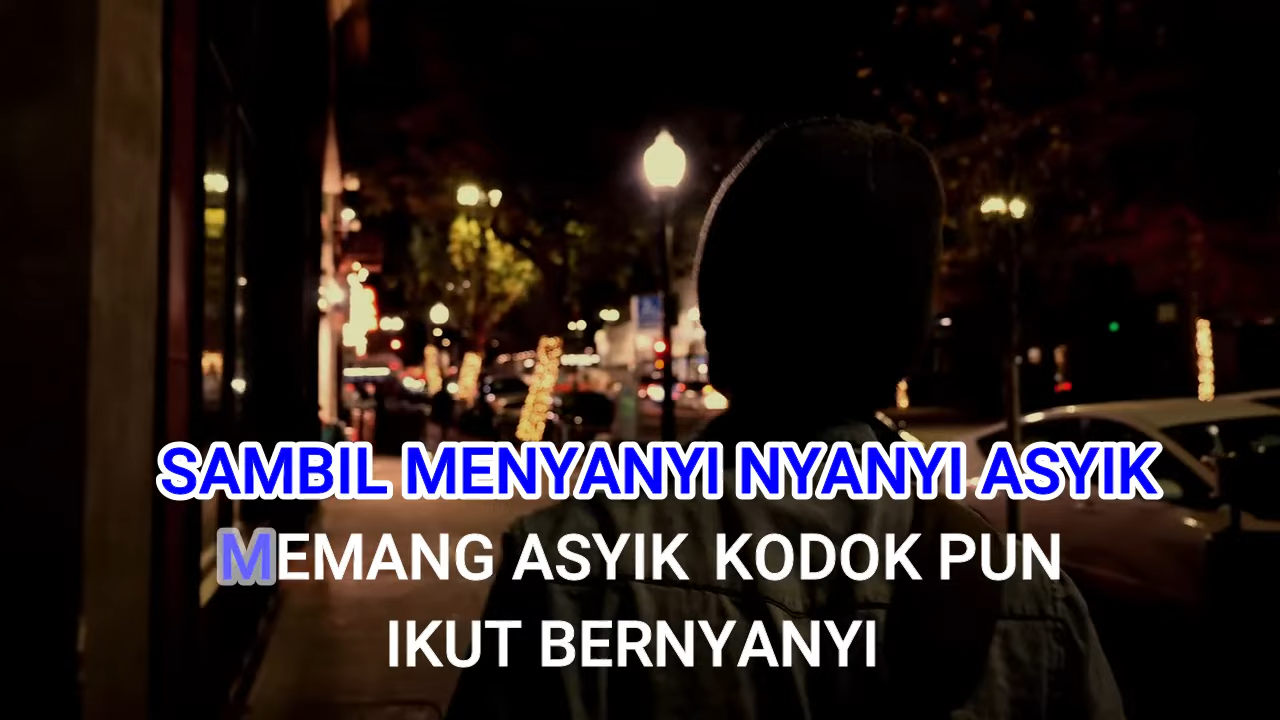 SAMBIL MENYANYI NYANYI ASYIK
MEMANG ASYIK KODOK PUN
IKUT BERNYANYI